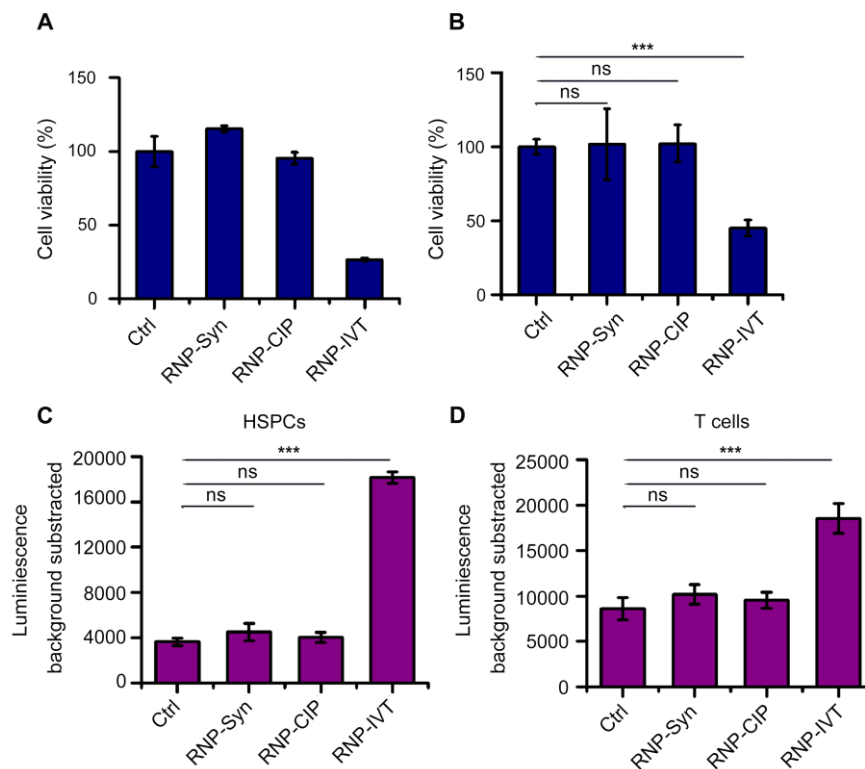 A
150
100
50
0
Cell viability (%)
Ctrl
RNP-Syn
RNP-CIP
RNP-IVT
B
***
ns
ns
150
100
50
0
Cell viability (%)
Ctrl
RNP-Syn
RNP-CIP
RNP-IVT
C
HSPCs
***
ns
ns
20000
16000
12000
8000
4000
0
Luminiescence
background substracted
Ctrl
RNP-Syn
RNP-CIP
RNP-IVT
D
T cells
***
ns
ns
25000
20000
15000
10000
5000
0
Luminiescence
background substracted
Ctrl
RNP-Syn
RNP-CIP
RNP-IVT